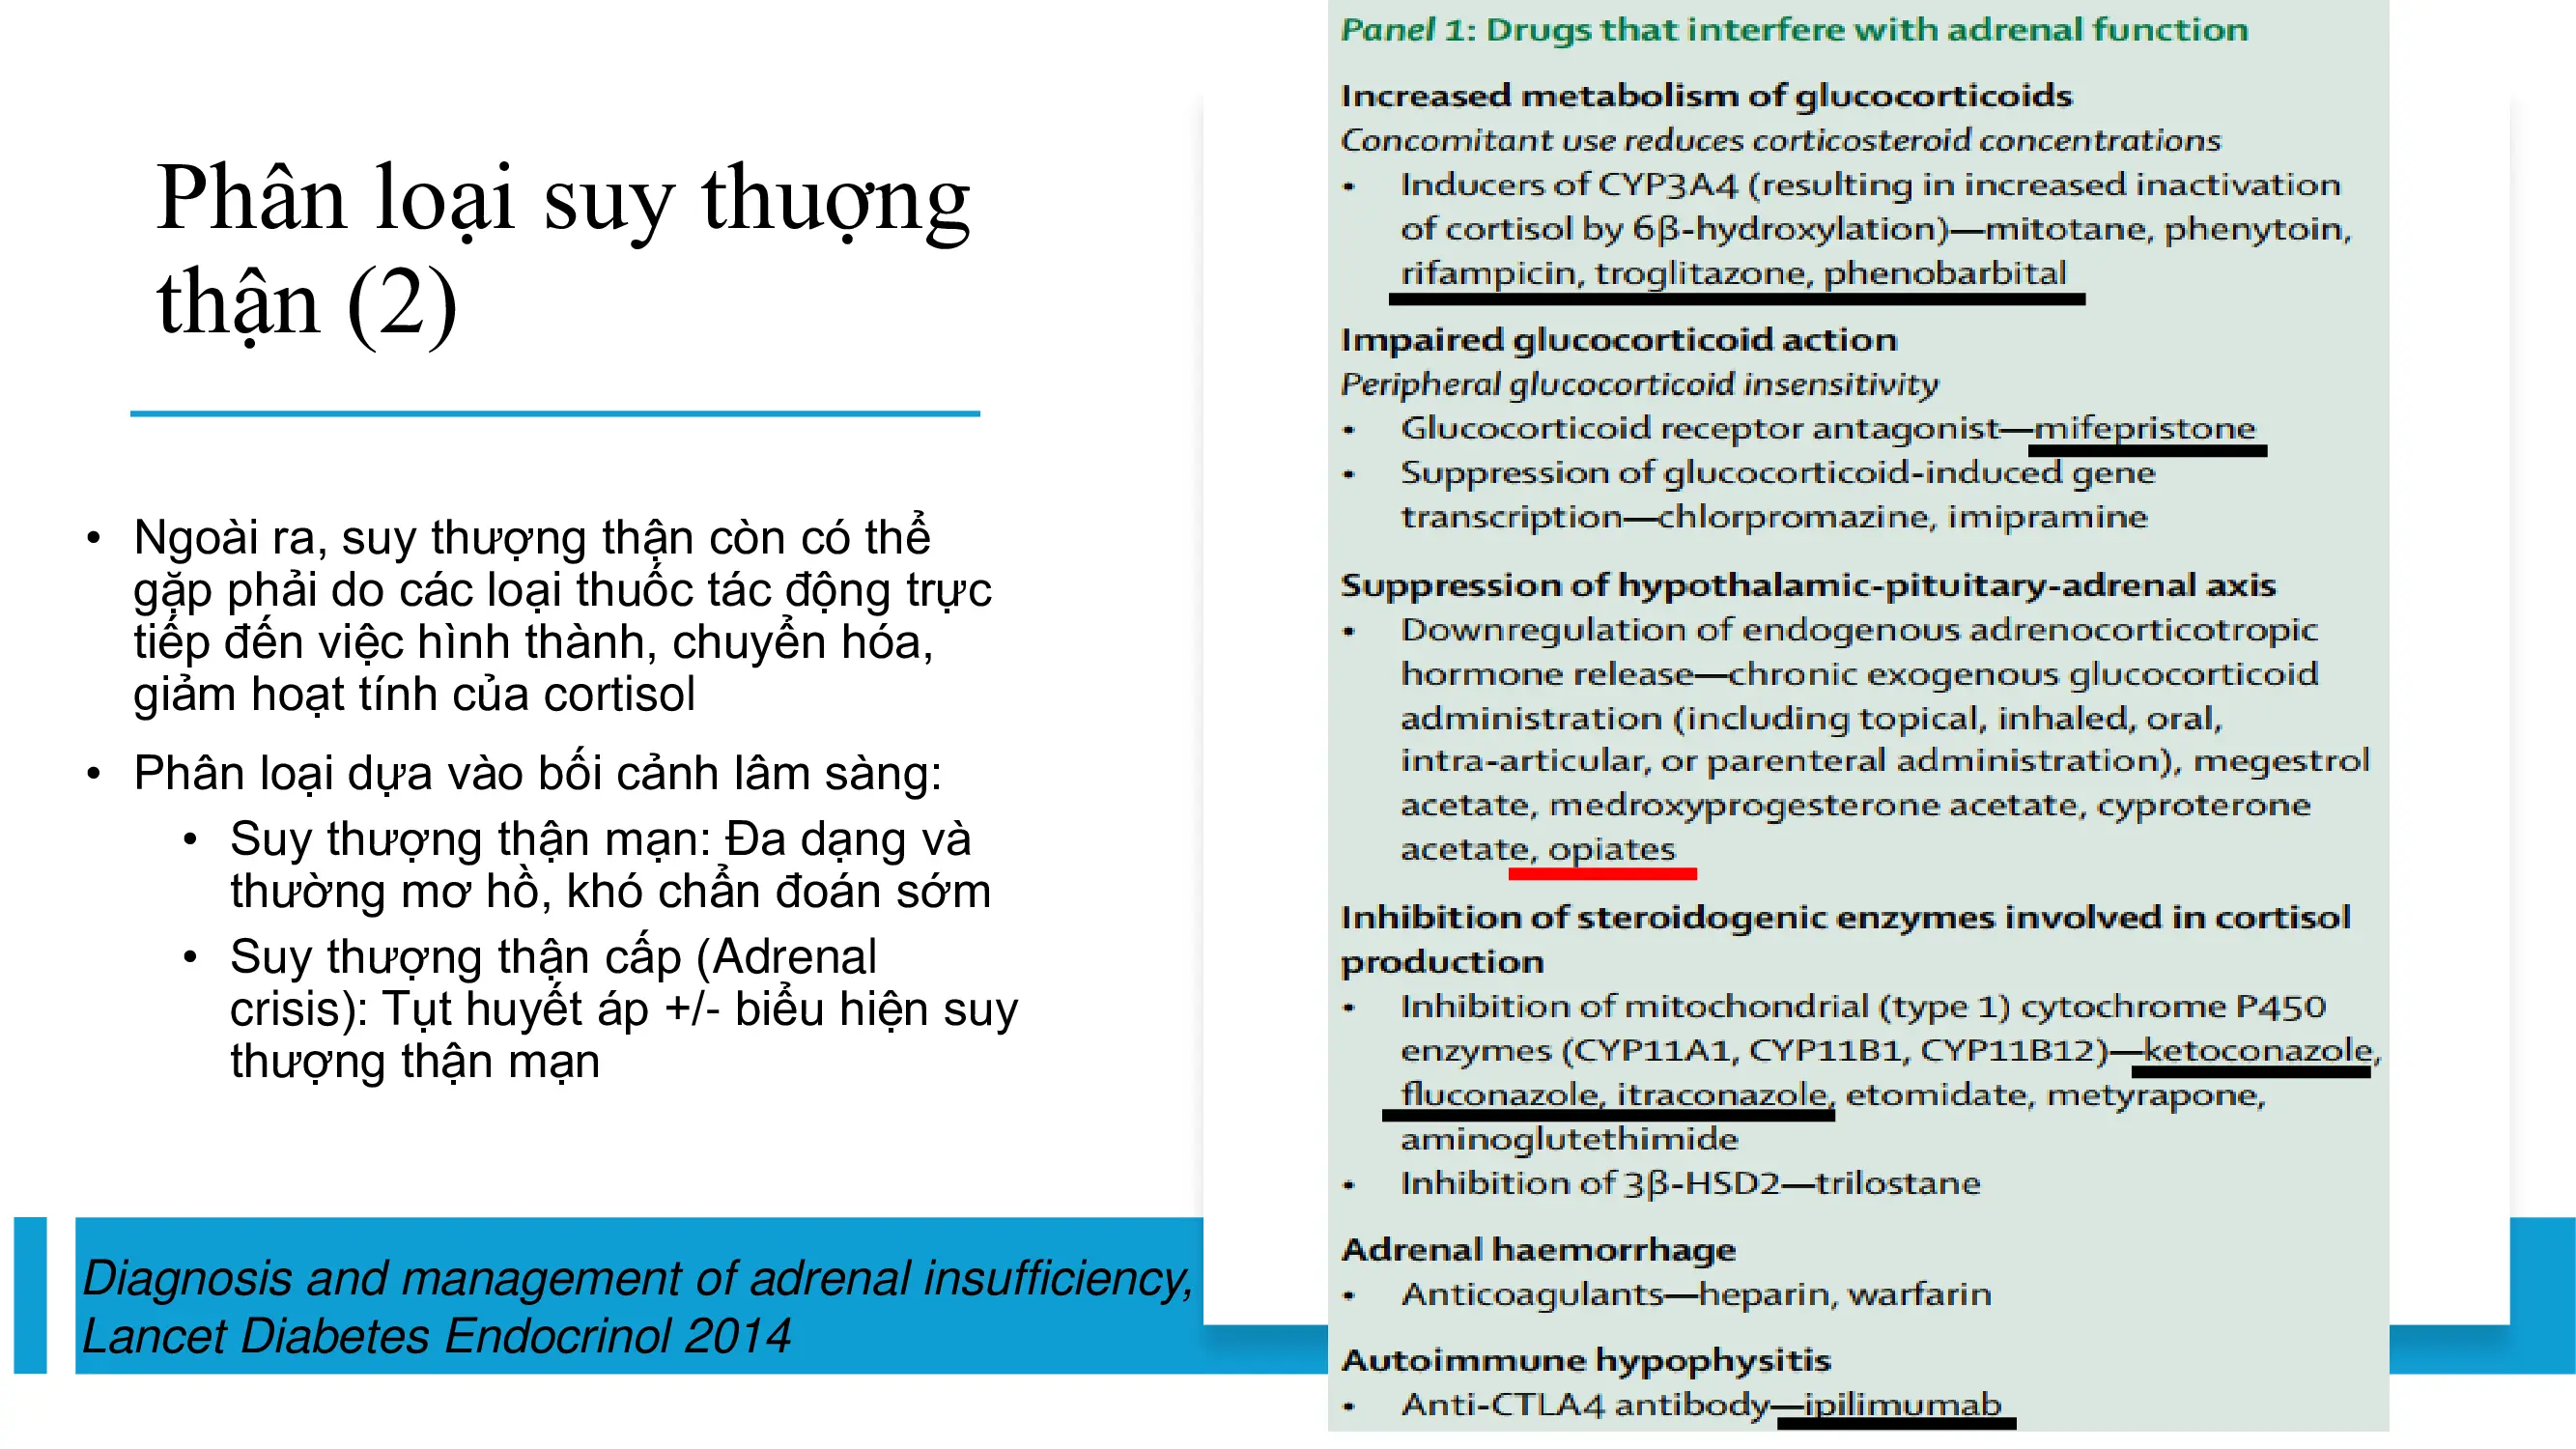 Phân loại suy thượng
thận (2)
• Ngoài ra, suy thượng thận còn có thể
gặp phải do các loại thuốc tác động trực
tiếp đến việc hình thành, chuyển hóa,
giảm hoạt tính của cortisol
• Phân loại dựa vào bối cảnh lâm sàng:
• Suy thượng thận mạn: Đa dạng và
thường mơ hồ, khó chẩn đoán sớm
• Suy thượng thận cấp (Adrenal
crisis): Tụt huyết áp +/- biểu hiện suy
thượng thận mạn
Diagnosis and management of adrenal insufficiency,
Lancet Diabetes Endocrinol 2014
Panel 1: Drugs that interfere with adrenal function
Increased metabolism of glucocorticoids
Concomitant use reduces corticosteroid concentrations
• Inducers of CYP3A4 (resulting in increased inactivation
of cortisol by 6β-hydroxylation)—mitotane, phenytoin,
rifampicin, troglitazone, phenobarbital
Impaired glucocorticoid action
Peripheral glucocorticoid insensitivity
• Glucocorticoid receptor antagonist—mifepristone
• Suppression of glucocorticoid-induced gene
transcription—chlorpromazine, imipramine
Suppression of hypothalamic-pituitary-adrenal axis
• Downregulation of endogenous adrenocorticotropic
hormone release—chronic exogenous glucocorticoid
administration (including topical, inhaled, oral,
intra-articular, or parenteral administration), megestrol
acetate, medroxyprogesterone acetate, cyproterone
acetate, opiates
Inhibition of steroidogenic enzymes involved in cortisol
production
• Inhibition of mitochondrial (type 1) cytochrome P450
enzymes (CYP11A1, CYP11B1, CYP11B12)—ketoconazole,
fluconazole, itraconazole, etomidate, metyrapone,
aminoglutethimide
• Inhibition of 3β-HSD2—trilostane
Adrenal haemorrhage
• Anticoagulants—heparin, warfarin
Autoimmune hypophysitis
• Anti-CTLA4 antibody—ipilimumab